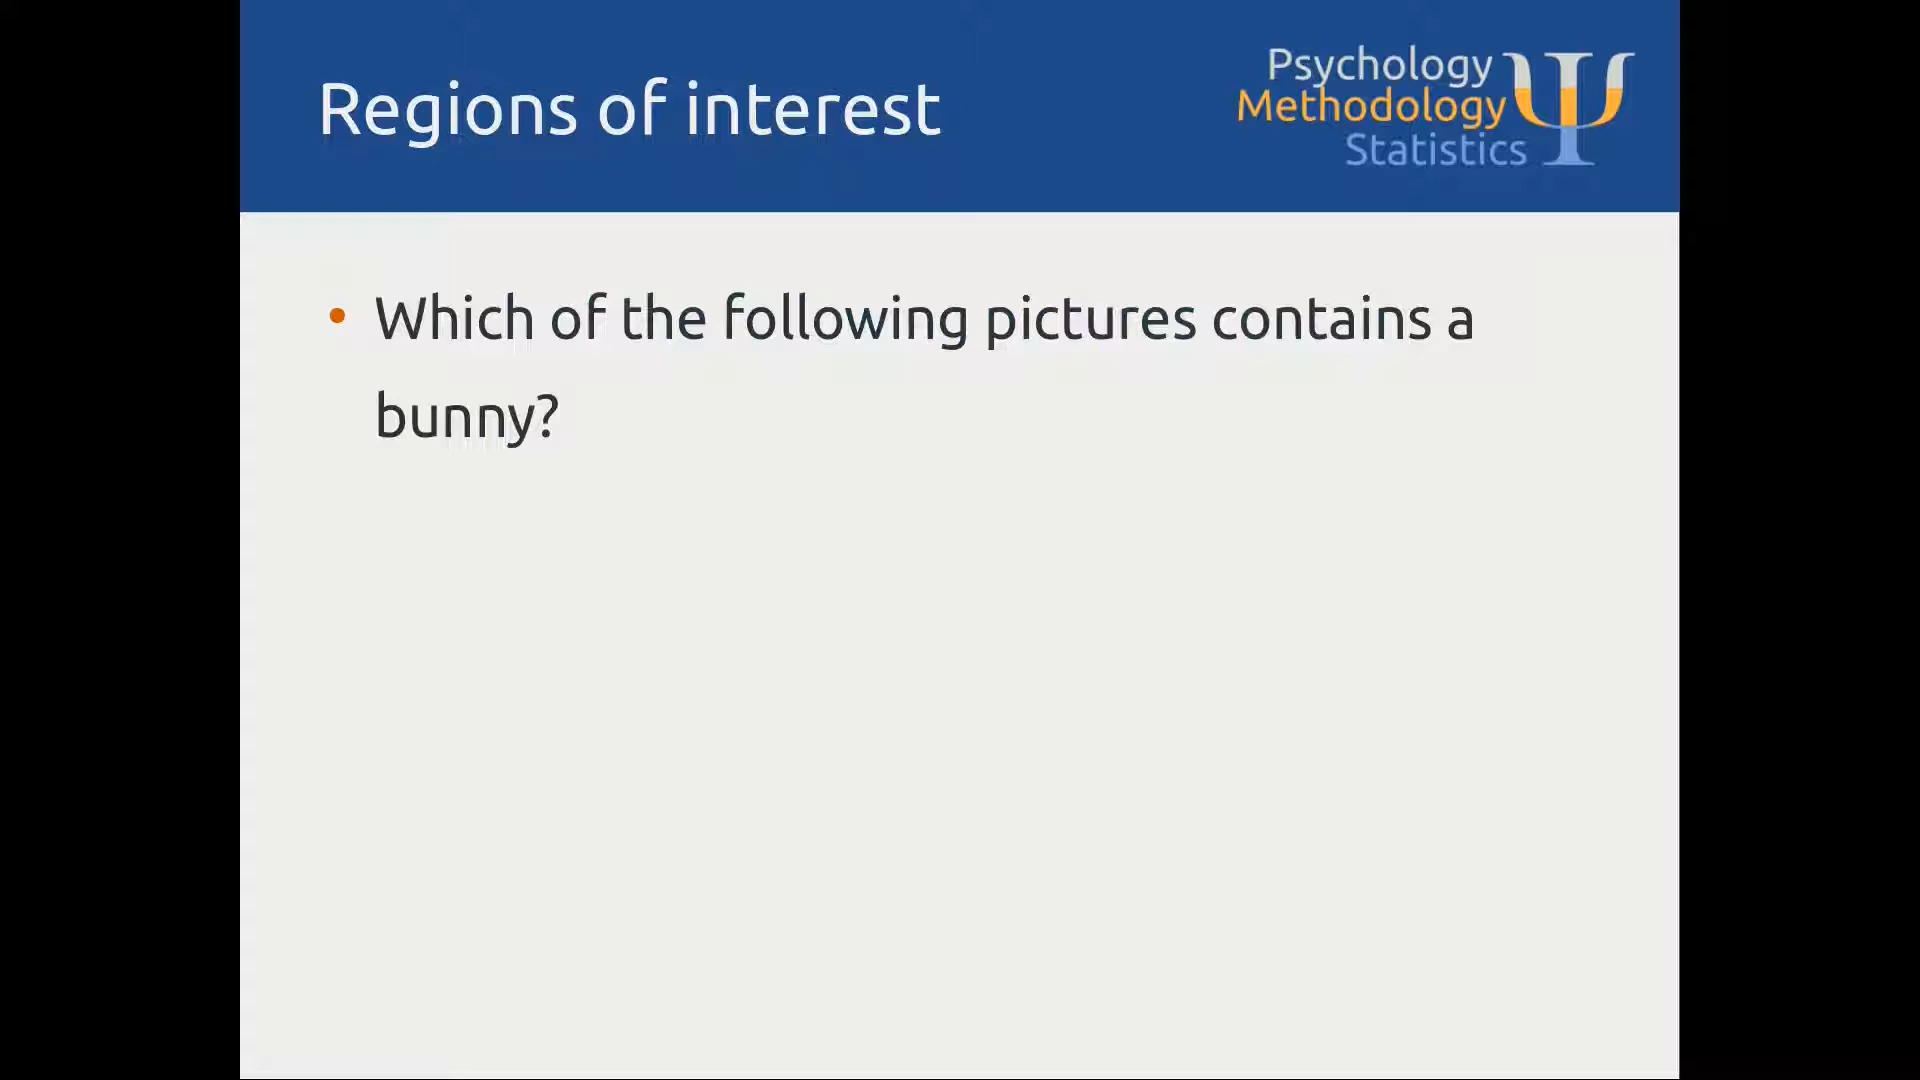 Regions of interest
Psychology
Methodology
Statistics
• Which of the following pictures contains a
bunny?